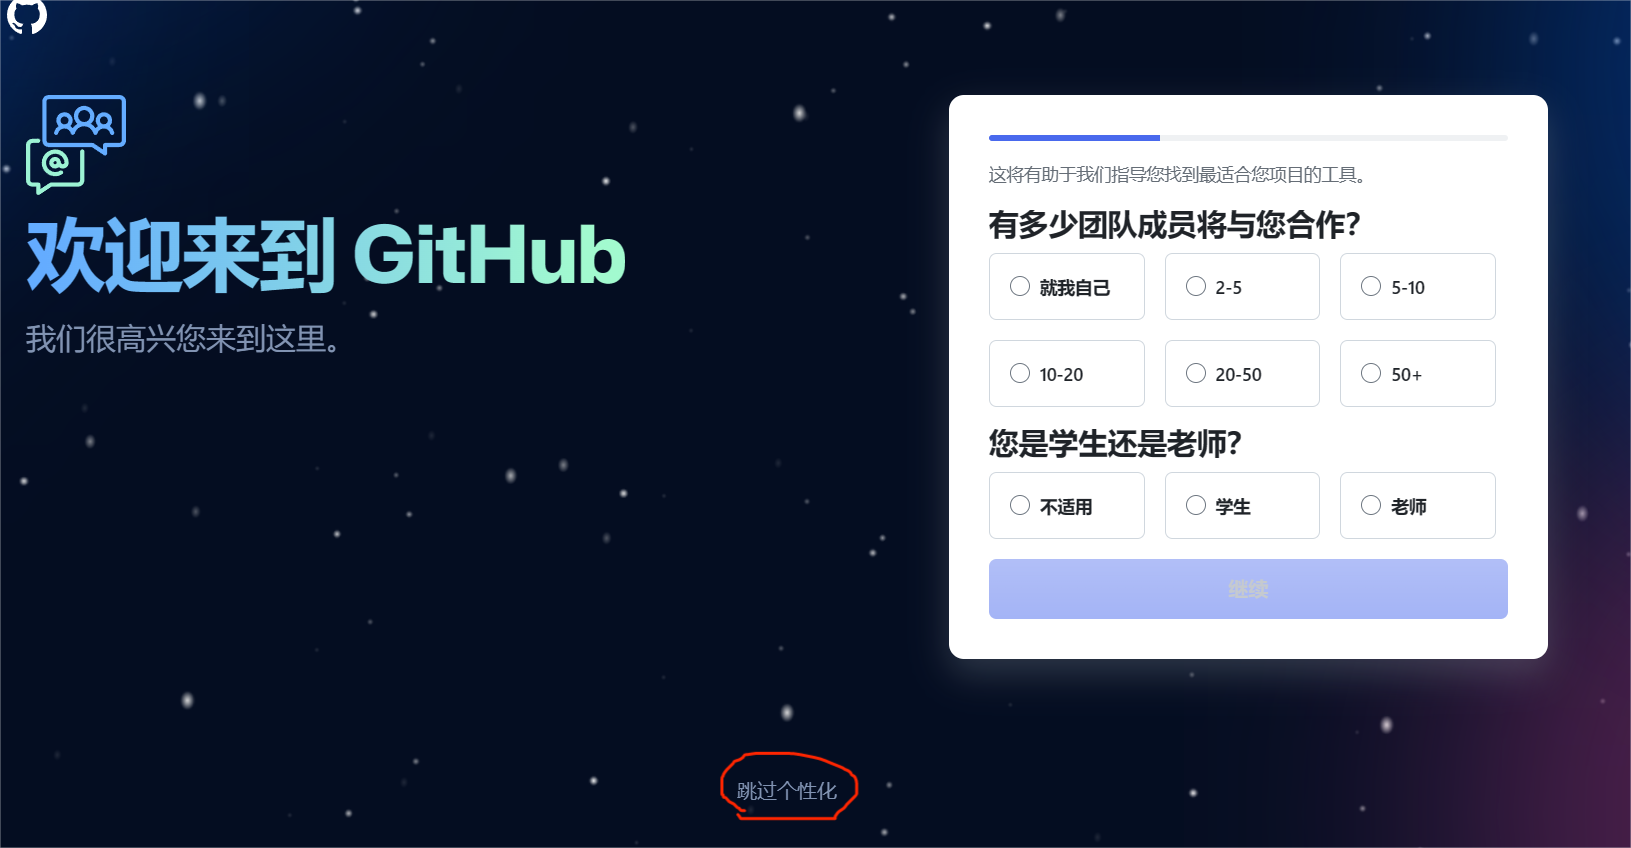 欢迎来到 GitHub
我们很高兴您来到这里。
这将有助于我们指导您找到最适合您项目的工具。
有多少团队成员将与您合作？
就我自己
2-5
5-10
10-20
20-50
50+
您是学生还是老师？
不适用
学生
老师
继续
跳过个性化